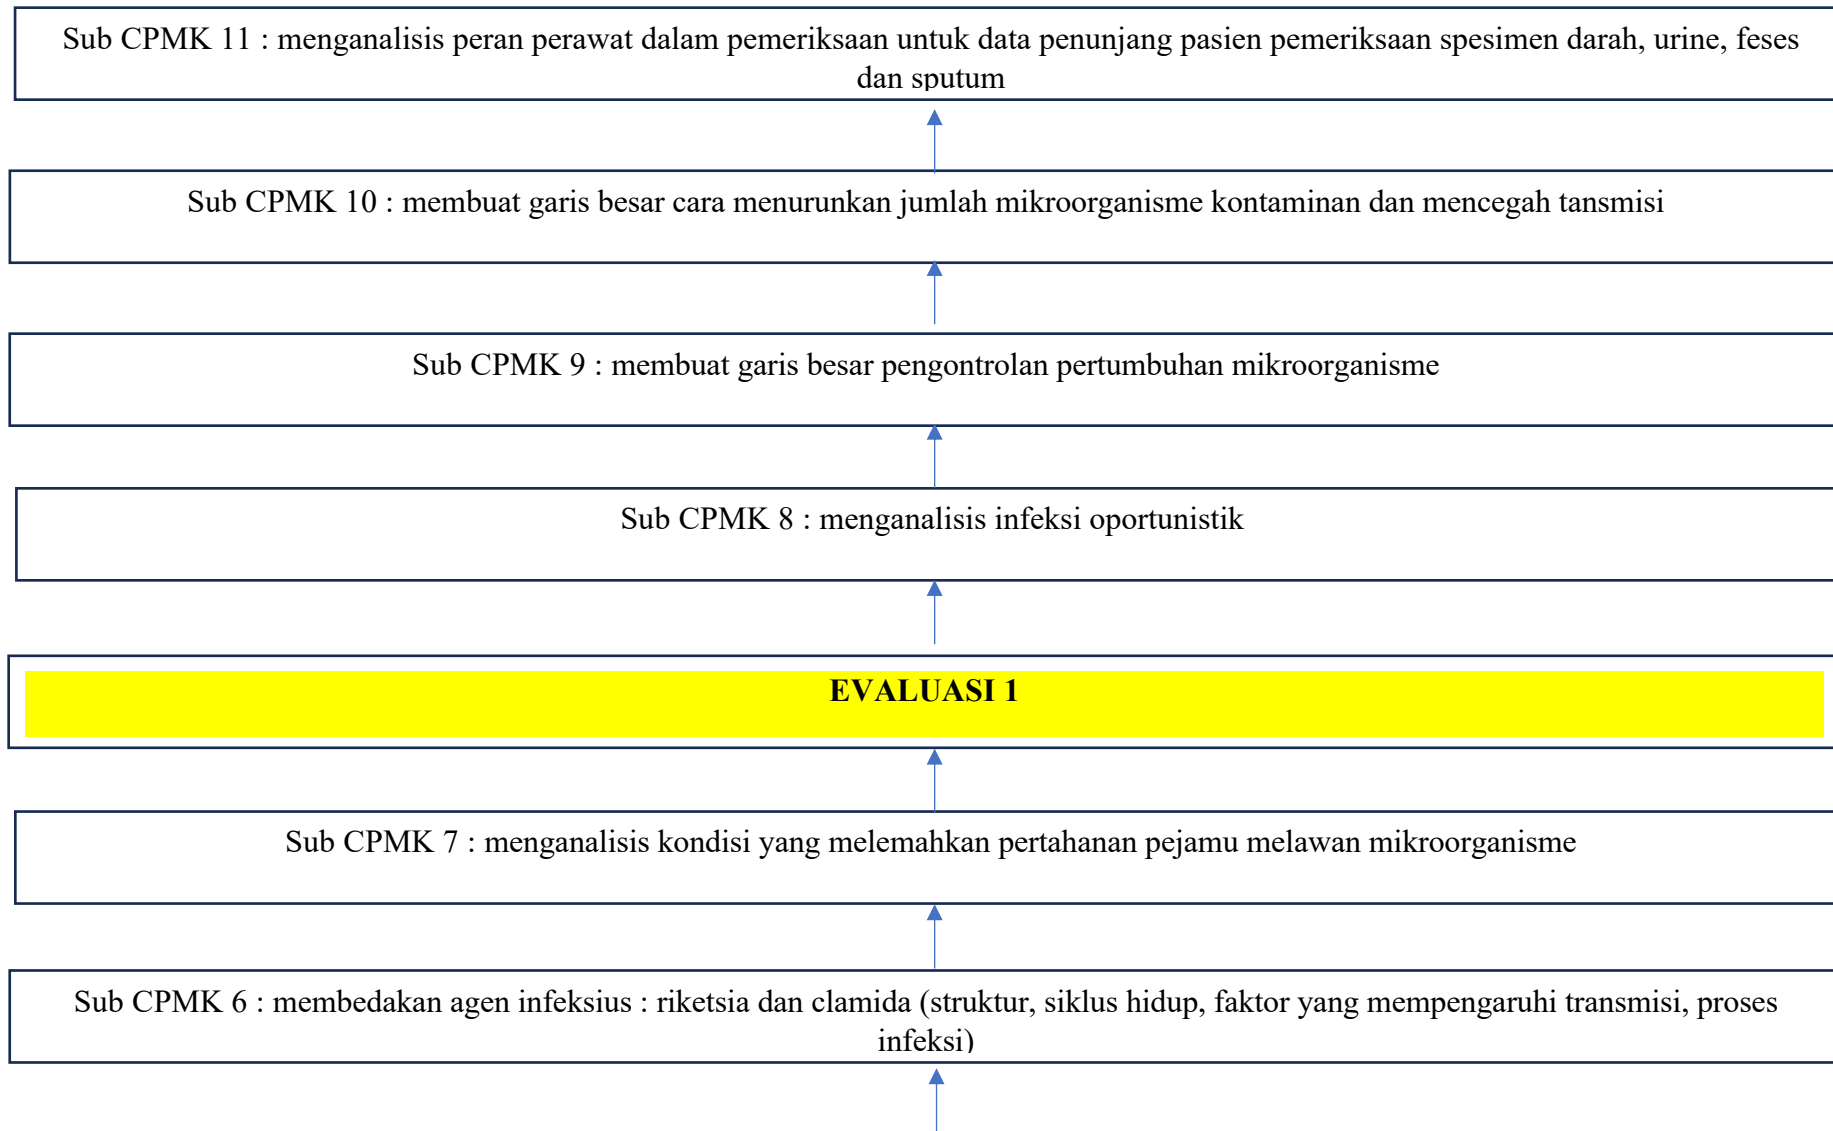 Sub CPMK 11 : menganalisis peran perawat dalam pemeriksaan untuk data penunjang pasien pemeriksaan spesimen darah, urine, feses
dan sputum
Sub CPMK 10 : membuat garis besar cara menurunkan jumlah mikroorganisme kontaminan dan mencegah tansmisi
Sub CPMK 9 : membuat garis besar pengontrolan pertumbuhan mikroorganisme
Sub CPMK 8 : menganalisis infeksi oportunistik
EVALUASI 1
Sub CPMK 7 : menganalisis kondisi yang melemahkan pertahanan pejamu melawan mikroorganisme
Sub CPMK 6 : membedakan agen infeksius : riketsia dan clamida (struktur, siklus hidup, faktor yang mempengaruhi transmisi, proses
infeksi)